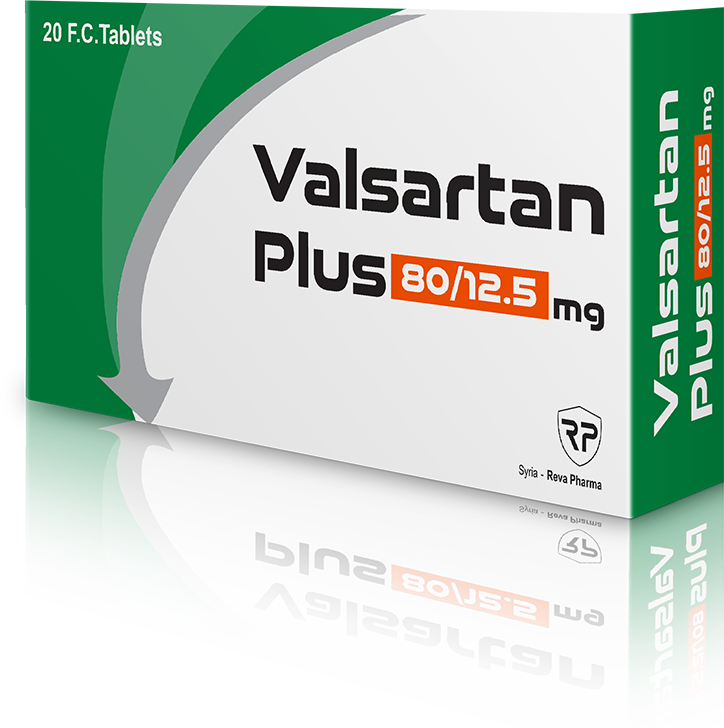 20 F.C.Tablets
Valsartan
Plus 80/12.5 mg
RP
Syria - Reva Pharma
Valsartan
Plus 80/12.5 mg